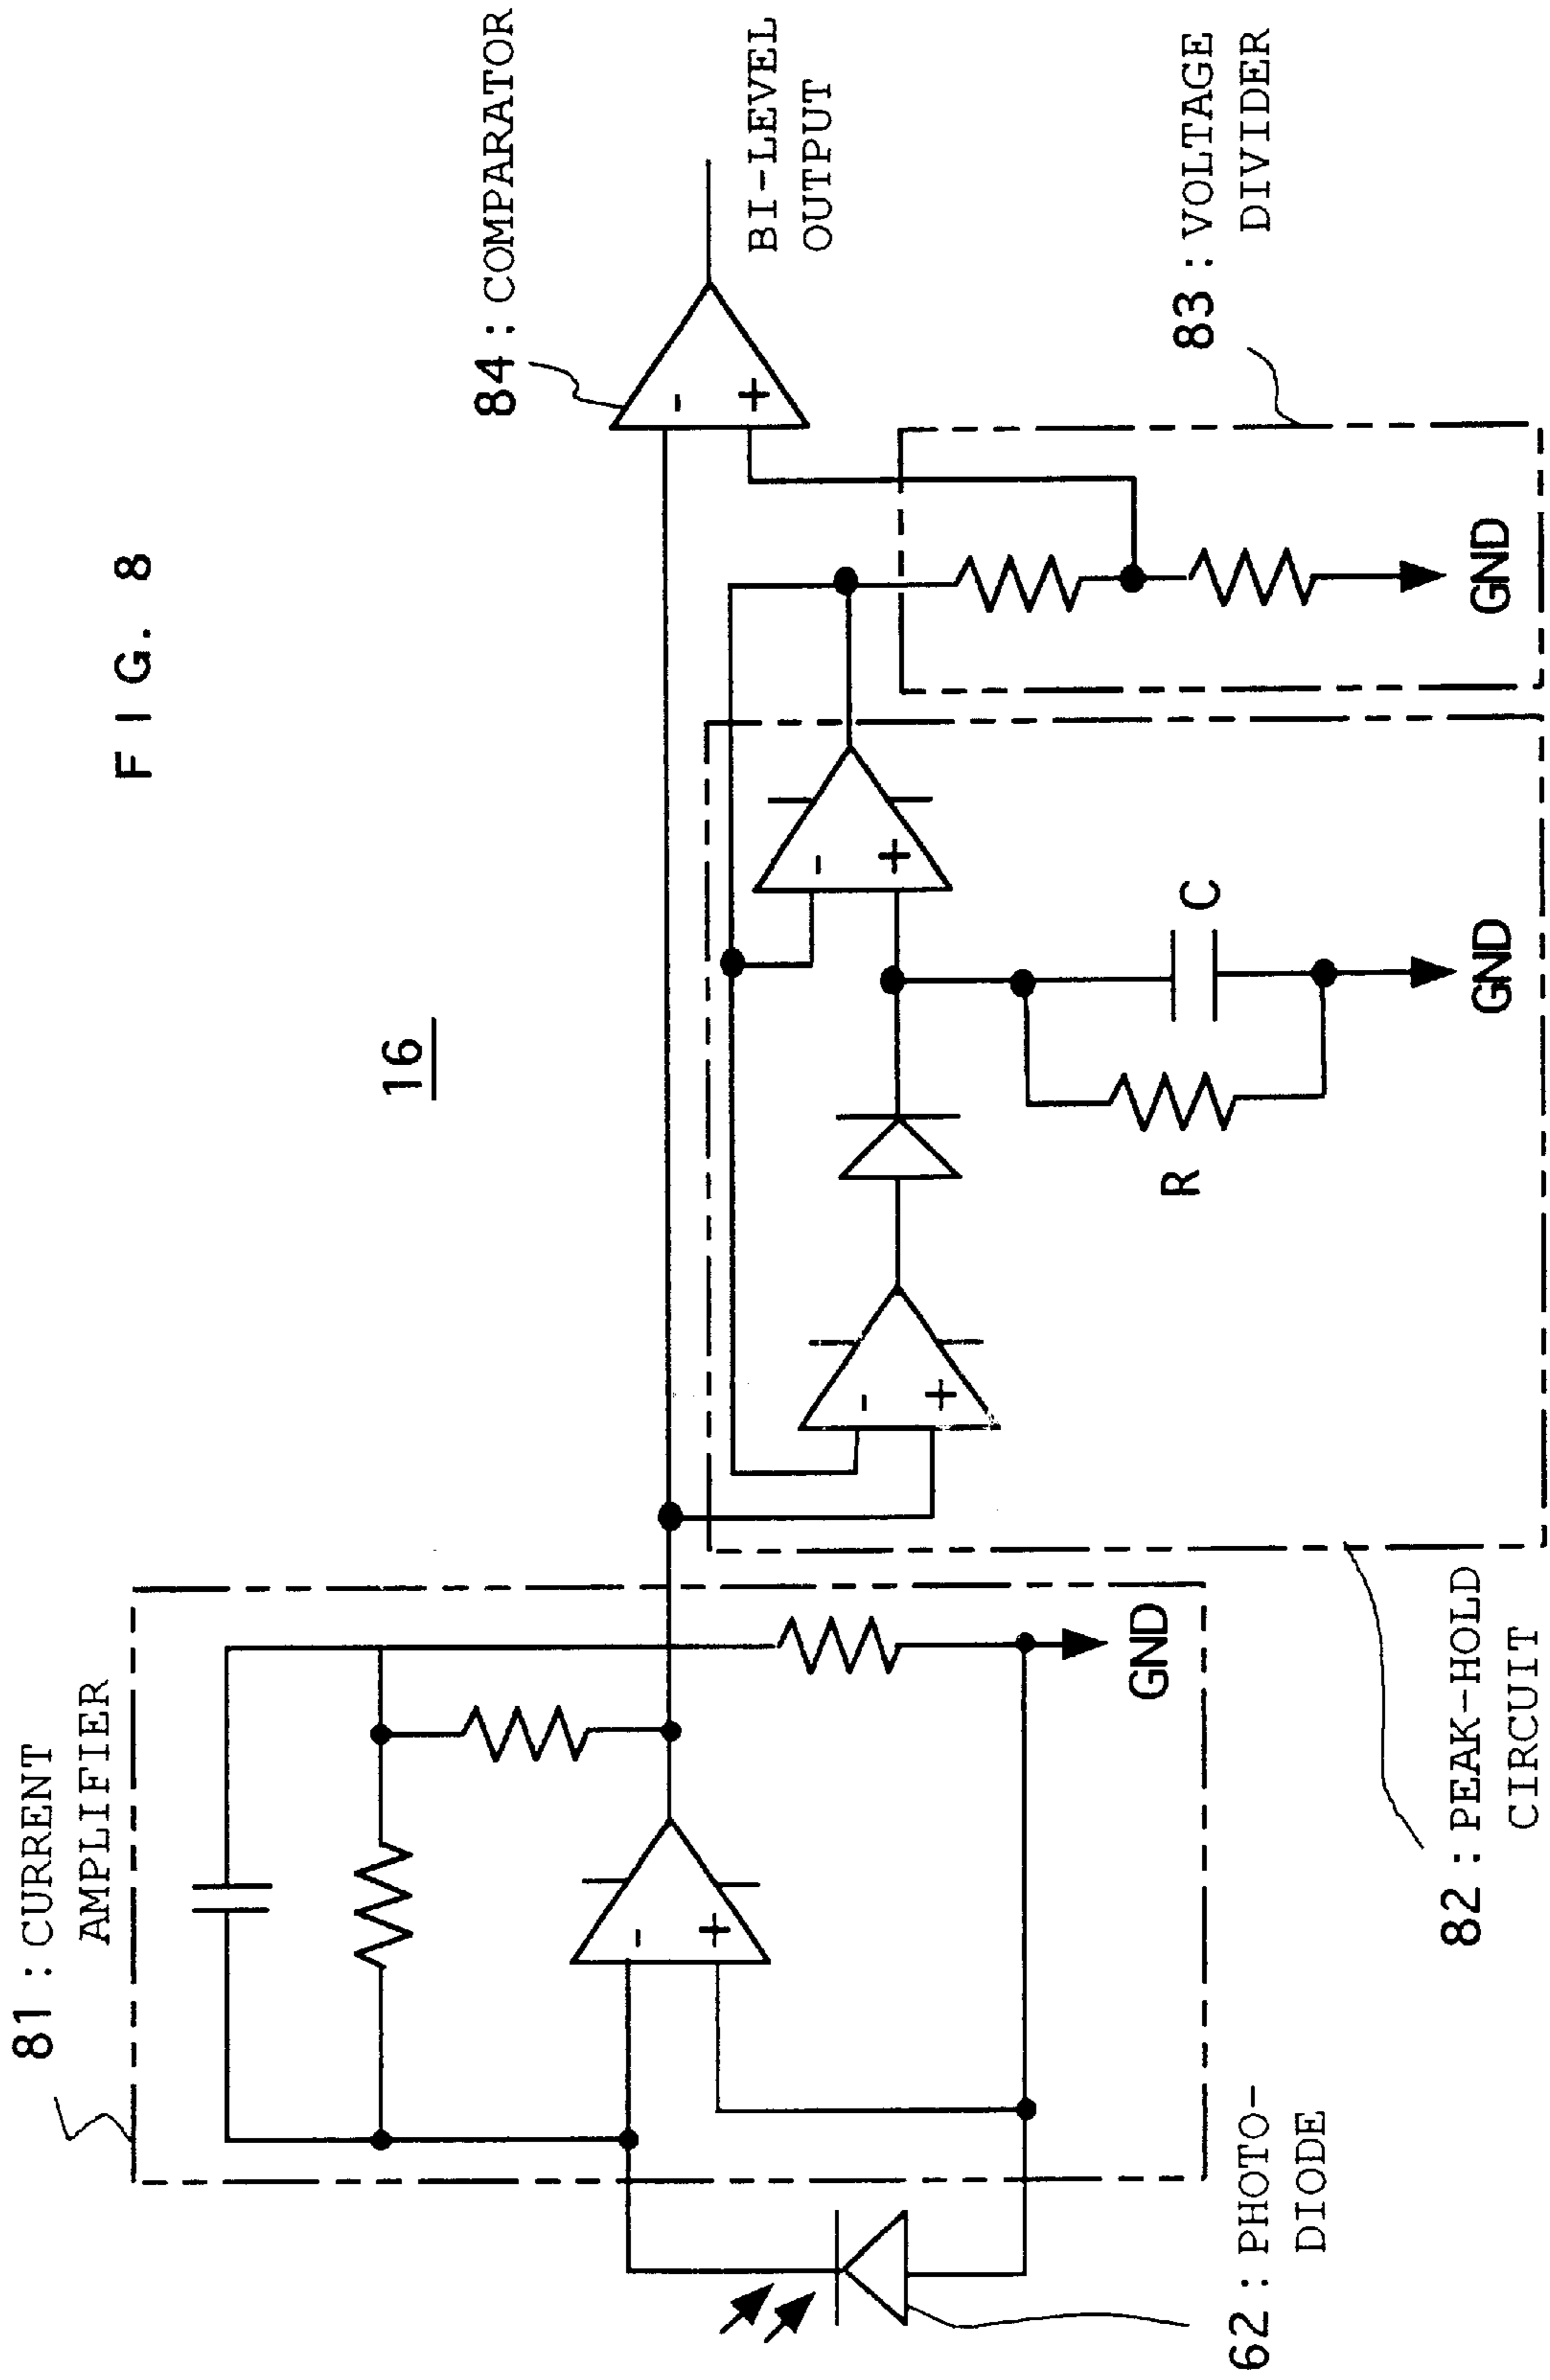 F I G. 8
16
81 : CURRENT
AMPLIFIER
84 : COMPARATOR
-
+
BI-LEVEL
OUTPUT
-
+
GND
-
+
-
+
R
C
GND
GND
62 : PHOTO-
DIODE
82 : PEAK-HOLD
CIRCUIT
83 : VOLTAGE
DIVIDER